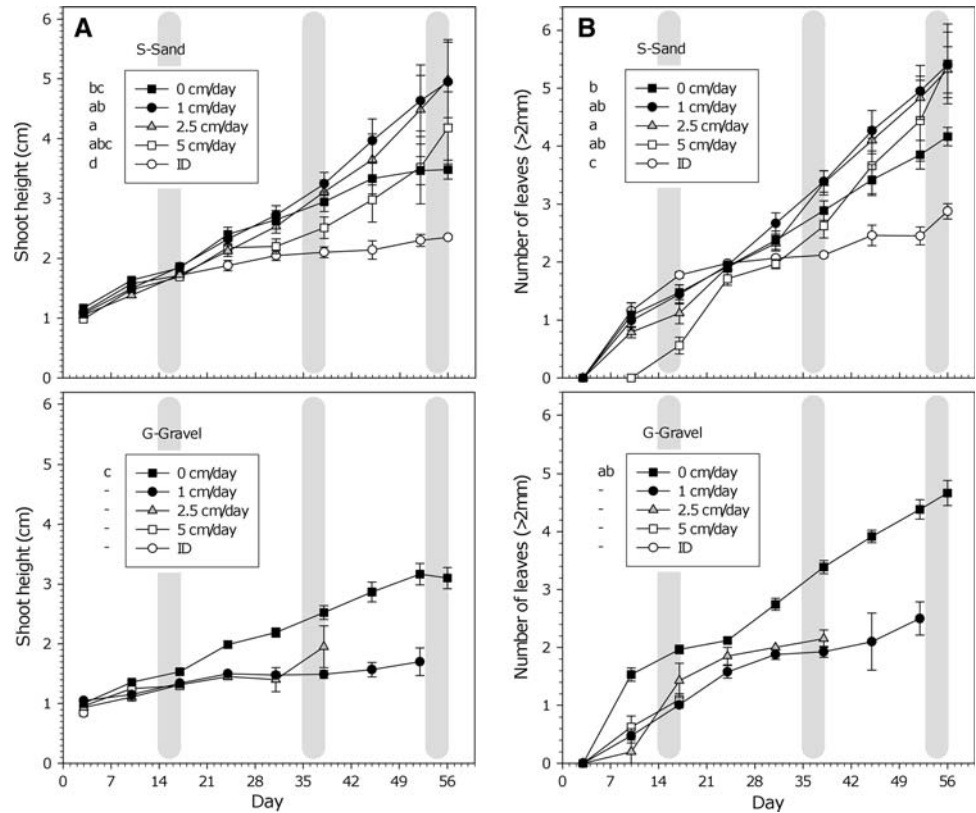 A
S-Sand
bc 0 cm/day
ab 1 cm/day
a 2.5 cm/day
abc 5 cm/day
d ID
Shoot height (cm)
6
5
4
3
2
1
0
B
S-Sand
b 0 cm/day
ab 1 cm/day
a 2.5 cm/day
ab 5 cm/day
c ID
Number of leaves (>2mm)
6
5
4
3
2
1
0
G-Gravel
c 0 cm/day
- 1 cm/day
- 2.5 cm/day
- 5 cm/day
- ID
Shoot height (cm)
6
5
4
3
2
1
0
0 7 14 21 28 35 42 49 56
Day
G-Gravel
ab 0 cm/day
- 1 cm/day
- 2.5 cm/day
- 5 cm/day
- ID
Number of leaves (>2mm)
6
5
4
3
2
1
0
0 7 14 21 28 35 42 49 56
Day